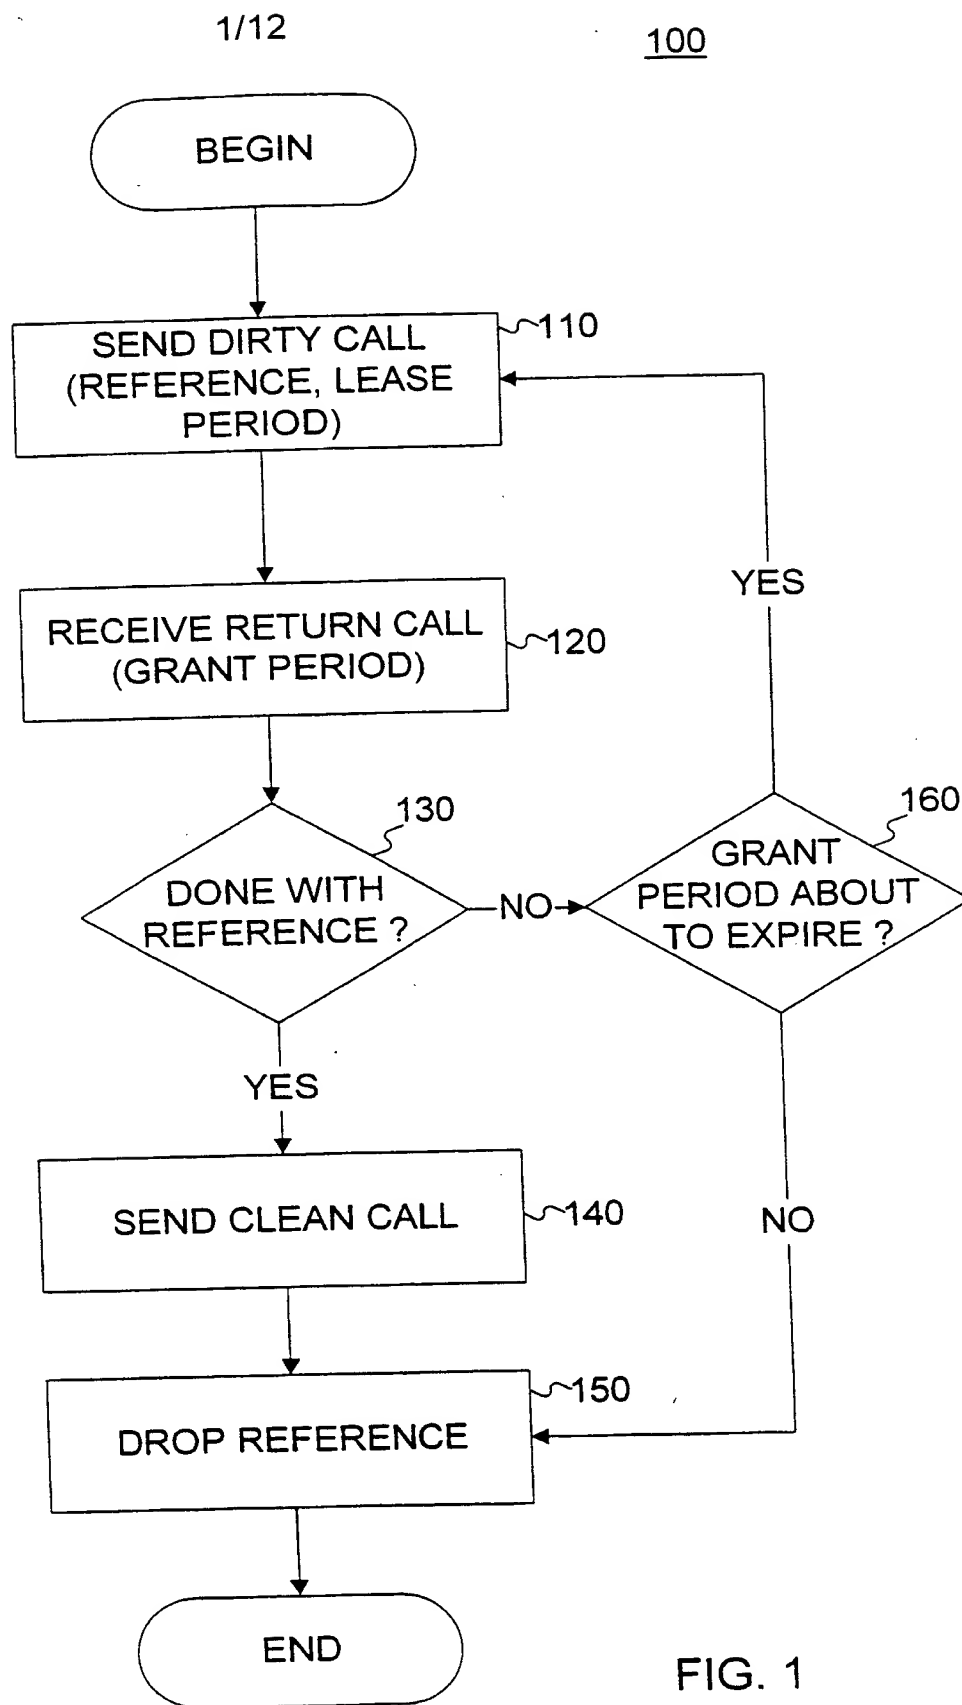 1/12
100
BEGIN
110
SEND DIRTY CALL
(REFERENCE, LEASE
PERIOD)
YES
RECEIVE RETURN CALL
(GRANT PERIOD)
120
130
DONE WITH
REFERENCE ?
NO
160
GRANT
PERIOD ABOUT
TO EXPIRE ?
YES
SEND CLEAN CALL
140
NO
150
DROP REFERENCE
END
FIG. 1